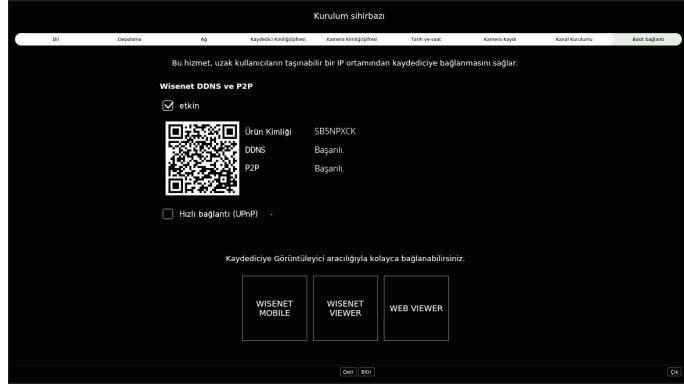 Kurulum sihirbazı
Dil Depolama Ağ Kaydedici Kimliği/Şifresi Kamera Kimliği/Şifresi Tarih ve saat Kamera Kaydı Kanal Kurulumu Basit bağlantı
Bu hizmet, uzak kullanıcıların taşınabilir bir IP ortamından kaydediciye bağlanmasını sağlar.
Wisenet DDNS ve P2P
etkin
Ürün Kimliği SB5NPXCK
DDNS Başarılı.
P2P Başarılı.
Hızlı bağlantı (UPnP) -
Kaydediciye Görüntüleyici aracılığıyla kolayca bağlanabilirsiniz.
WISENET MOBILE
WISENET VIEWER
WEB VIEWER
Geri Bitir Çık